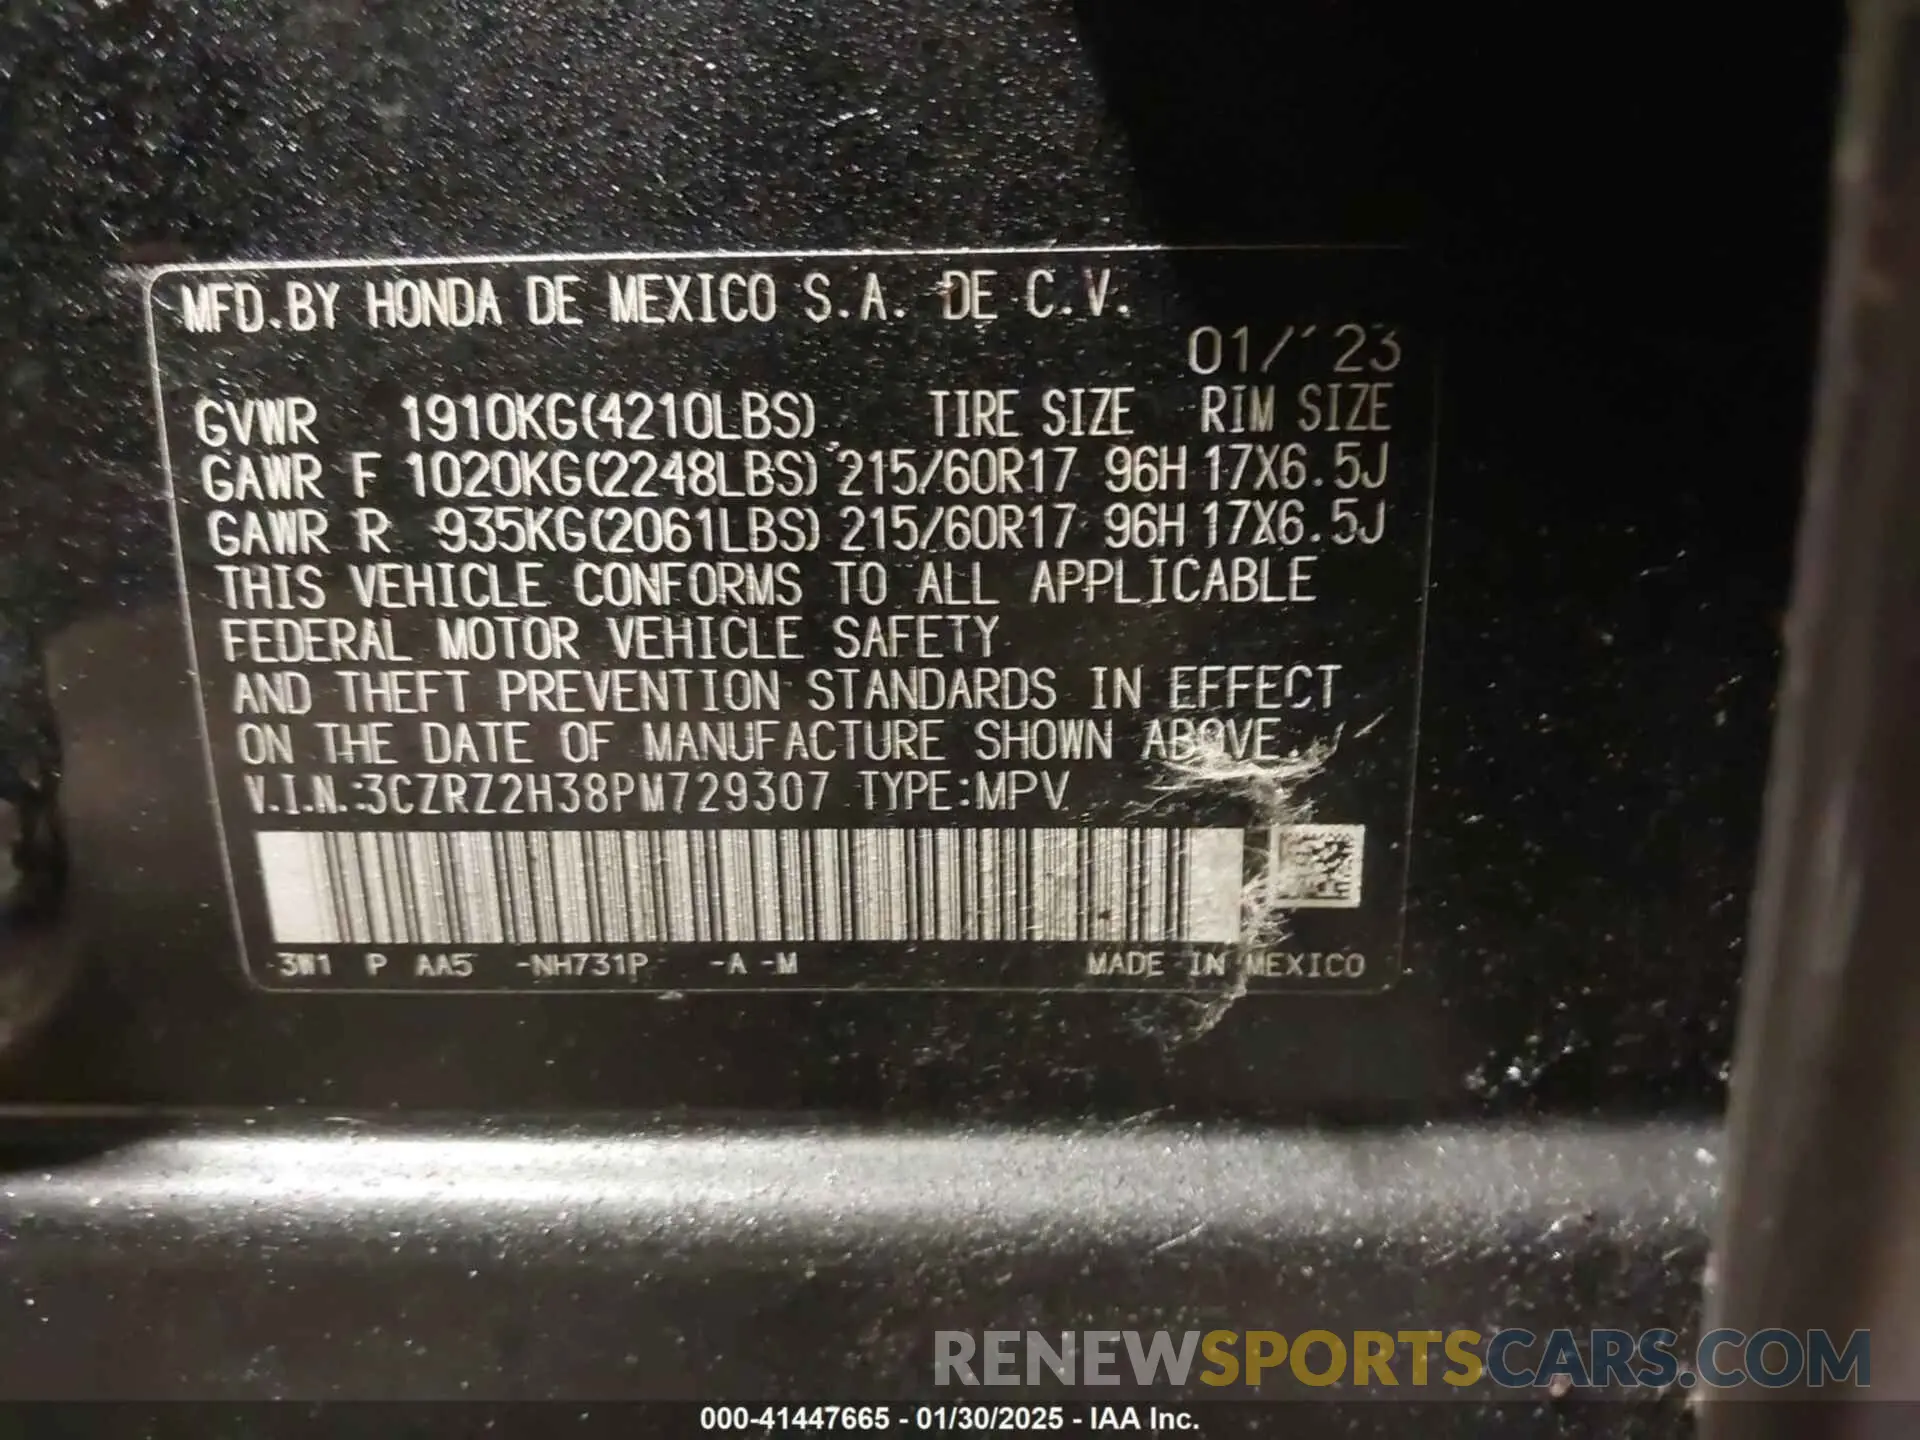 MFD.BY HONDA DE MEXICO S.A. DE C.V.
01/'23
GVWR 1910KG(4210LBS) TIRE SIZE RIM SIZE
GAWR F 1020KG(2248LBS) 215/60R17 96H 17X6.5J
GAWR R 935KG(2061LBS) 215/60R17 96H 17X6.5J
THIS VEHICLE CONFORMS TO ALL APPLICABLE
FEDERAL MOTOR VEHICLE SAFETY
AND THEFT PREVENTION STANDARDS IN EFFECT
ON THE DATE OF MANUFACTURE SHOWN ABOVE.
V.I.N.:3CZRZ2H38PM729307 TYPE:MPV
3W1 P AA5 -NH731P -A -M MADE IN MEXICO
RENEWSPORTSCARS.COM
000-41447665 - 01/30/2025 - IAA Inc.